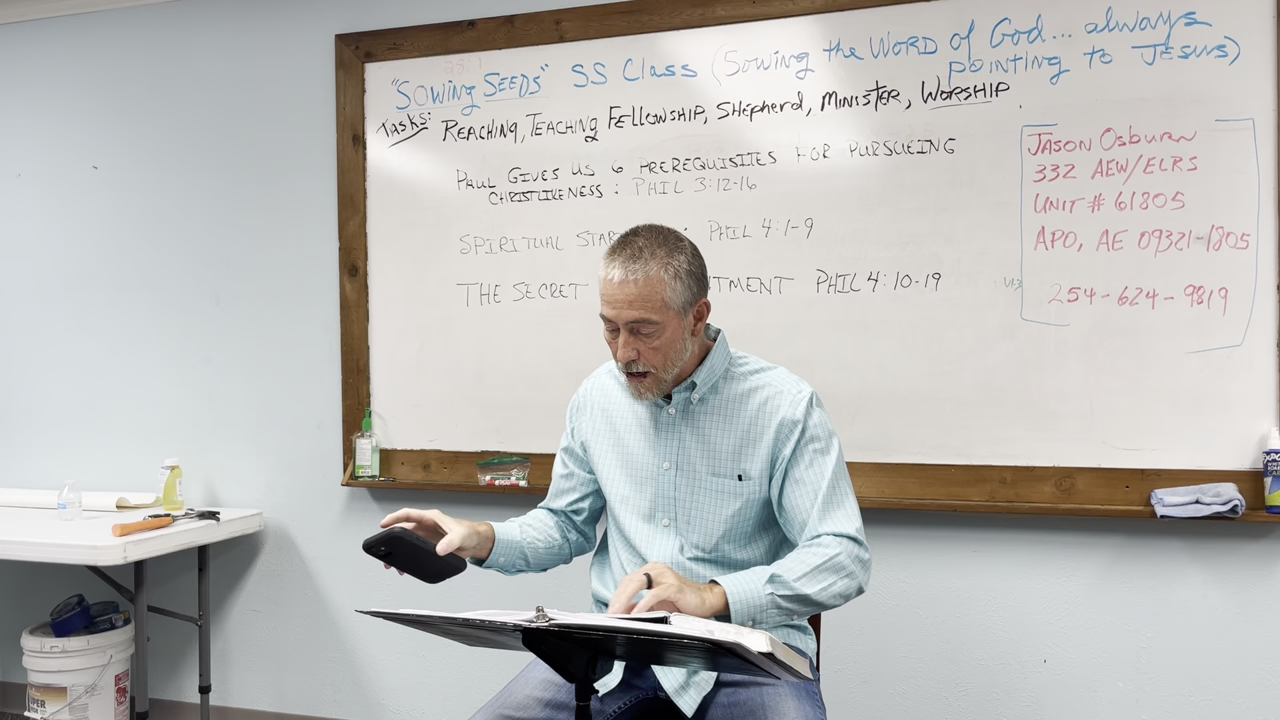 "SOWING SEEDS" SS Class (Sowing the WORD of God... always
pointing to JESUS)
Tasks: REACHING, TEACHING FELLOWSHIP, SHEPHERD, MINISTER, WORSHIP.
PAUL GIVES US 6 PREREQUISITES FOR PURSUEING
CHRISTLIKENESS: PHIL 3:12-16
SPIRITUAL : PHIL 4:1-9
THE SECRET PHIL 4:10-19
JASON OSBURN
332 AEW/ELRS
UNIT # 61805
APO, AE 09321-1805
254-624-9819
EXPO